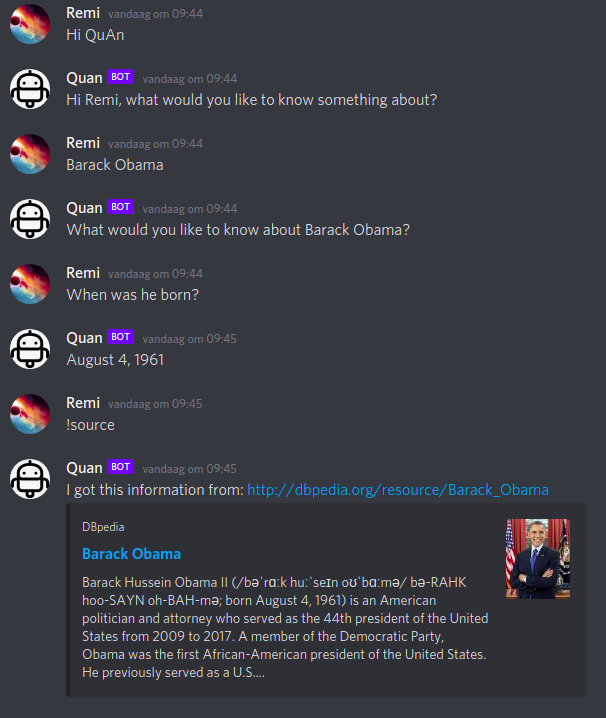 Remi vandaag om 09:44
Hi QuAn
Quan BOT vandaag om 09:44
Hi Remi, what would you like to know something about?
Remi vandaag om 09:44
Barack Obama
Quan BOT vandaag om 09:44
What would you like to know about Barack Obama?
Remi vandaag om 09:44
When was he born?
Quan BOT vandaag om 09:45
August 4, 1961
Remi vandaag om 09:45
!source
Quan BOT vandaag om 09:45
I got this information from: http://dbpedia.org/resource/Barack_Obama
DBpedia
Barack Obama
Barack Hussein Obama II (/bəˈrɑːk huːˈseɪn oʊˈbɑːmə/ bə-RAHK
hoo-SAYN oh-BAH-mə; born August 4, 1961) is an American
politician and attorney who served as the 44th president of the United
States from 2009 to 2017. A member of the Democratic Party,
Obama was the first African-American president of the United States.
He previously served as a U.S....